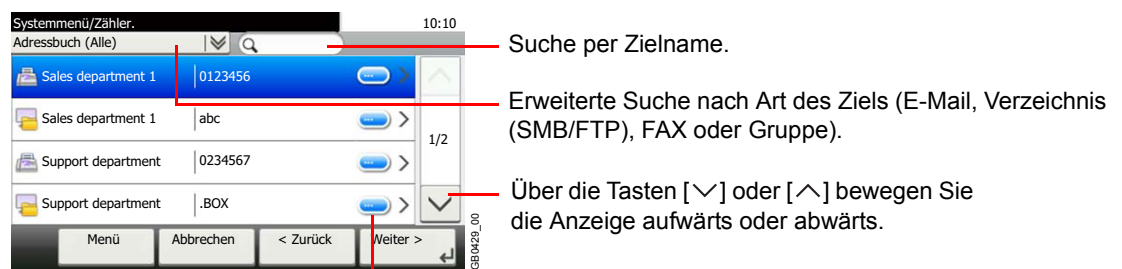 Systemmenü/Zähler.
10:10
Adressbuch (Alle)
Sales department 1 0123456
Sales department 1 abc
Support department 0234567
Support department .BOX
1/2
Menü Abbrechen < Zurück Weiter >
GB0429_00
Suche per Zielname.
Erweiterte Suche nach Art des Ziels (E-Mail, Verzeichnis
(SMB/FTP), FAX oder Gruppe).
Über die Tasten [﹀] oder [︿] bewegen Sie
die Anzeige aufwärts oder abwärts.